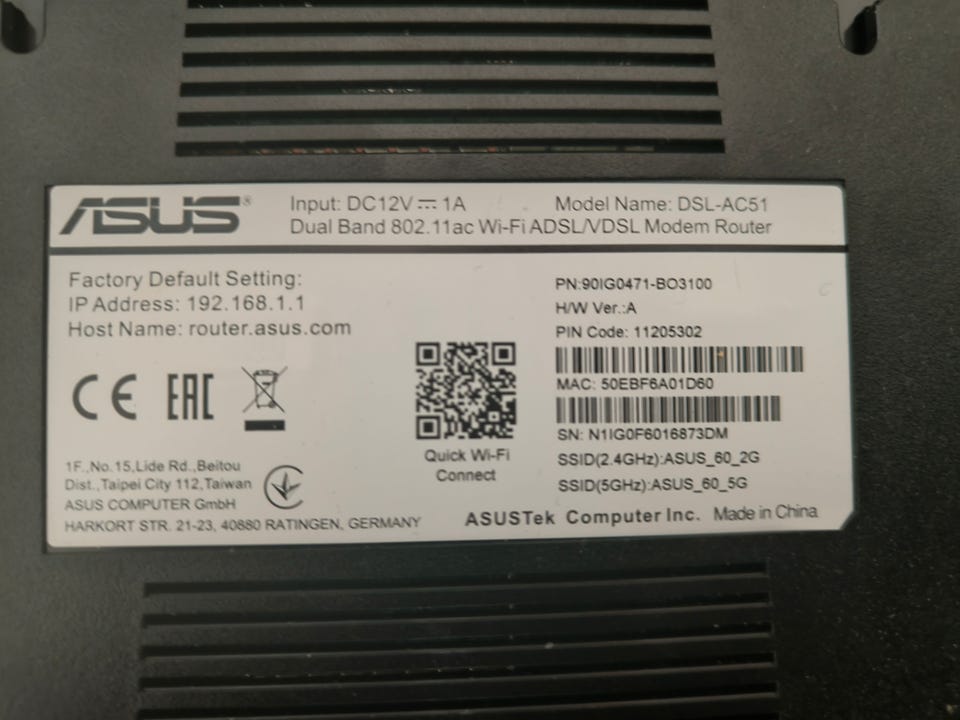 ASUS®
Input: DC12V ⎓ 1A
Model Name: DSL-AC51
Dual Band 802.11ac Wi-Fi ADSL/VDSL Modem Router
Factory Default Setting:
IP Address: 192.168.1.1
Host Name: router.asus.com
CE EAC
1F.,No.15,Lide Rd.,Beitou
Dist.,Taipei City 112,Taiwan
ASUS COMPUTER GmbH
HARKORT STR. 21-23, 40880 RATINGEN, GERMANY
Quick Wi-Fi
Connect
PN:90IG0471-BO3100
H/W Ver.:A
PIN Code: 11205302
MAC: 50EBF6A01D60
SN: N1IG0F6016873DM
SSID(2.4GHz):ASUS_60_2G
SSID(5GHz):ASUS_60_5G
ASUSTek Computer Inc. Made in China